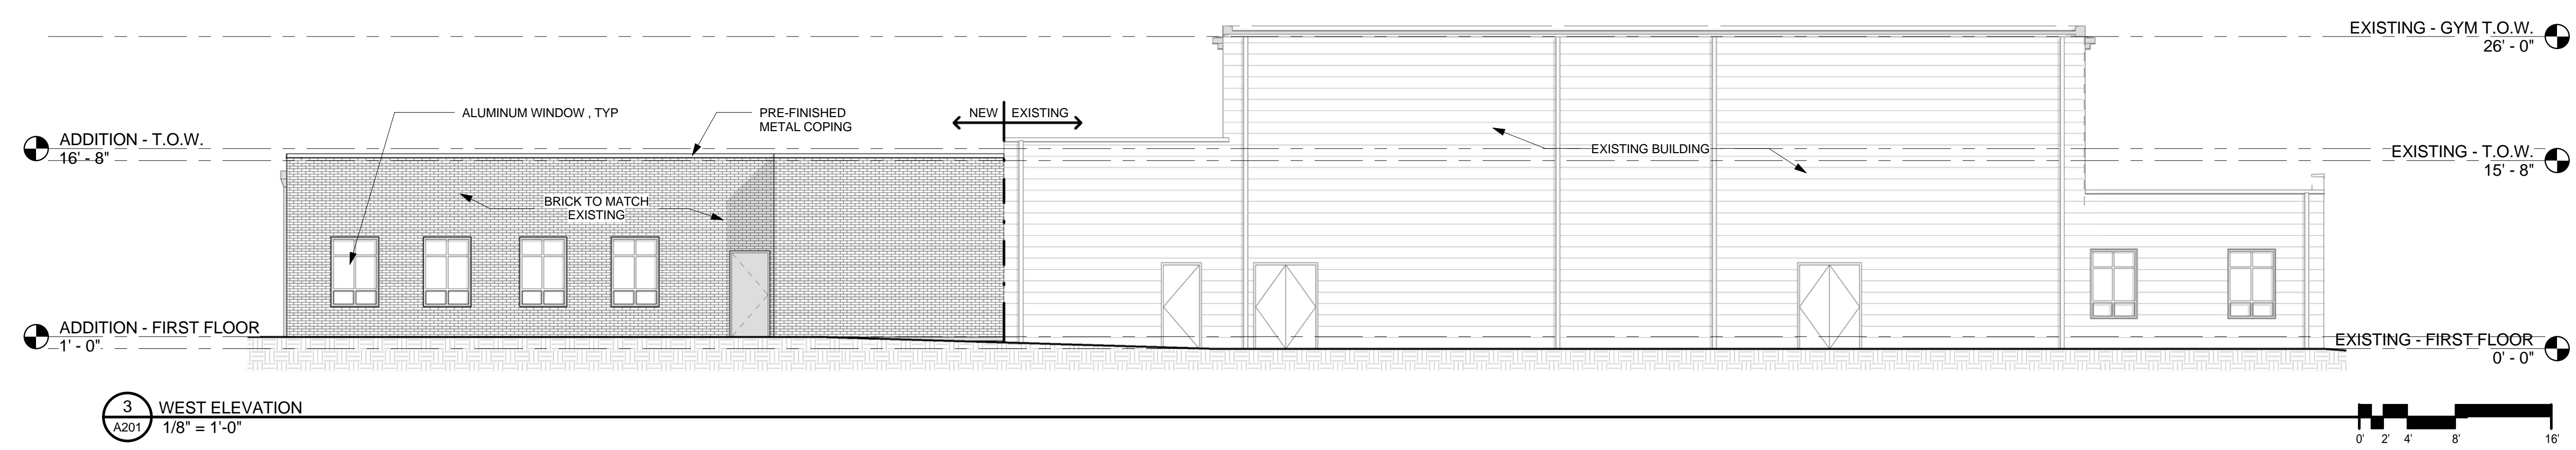 EXISTING - GYM T.O.W.
26' - 0"
ALUMINUM WINDOW , TYP
PRE-FINISHED
METAL COPING
NEW
EXISTING
ADDITION - T.O.W.
16' - 8"
EXISTING BUILDING
EXISTING - T.O.W.
15' - 8"
BRICK TO MATCH
EXISTING
ADDITION - FIRST FLOOR
1' - 0"
EXISTING - FIRST FLOOR
0' - 0"
3
A201
WEST ELEVATION
1/8" = 1'-0"
0' 2' 4' 8' 16'